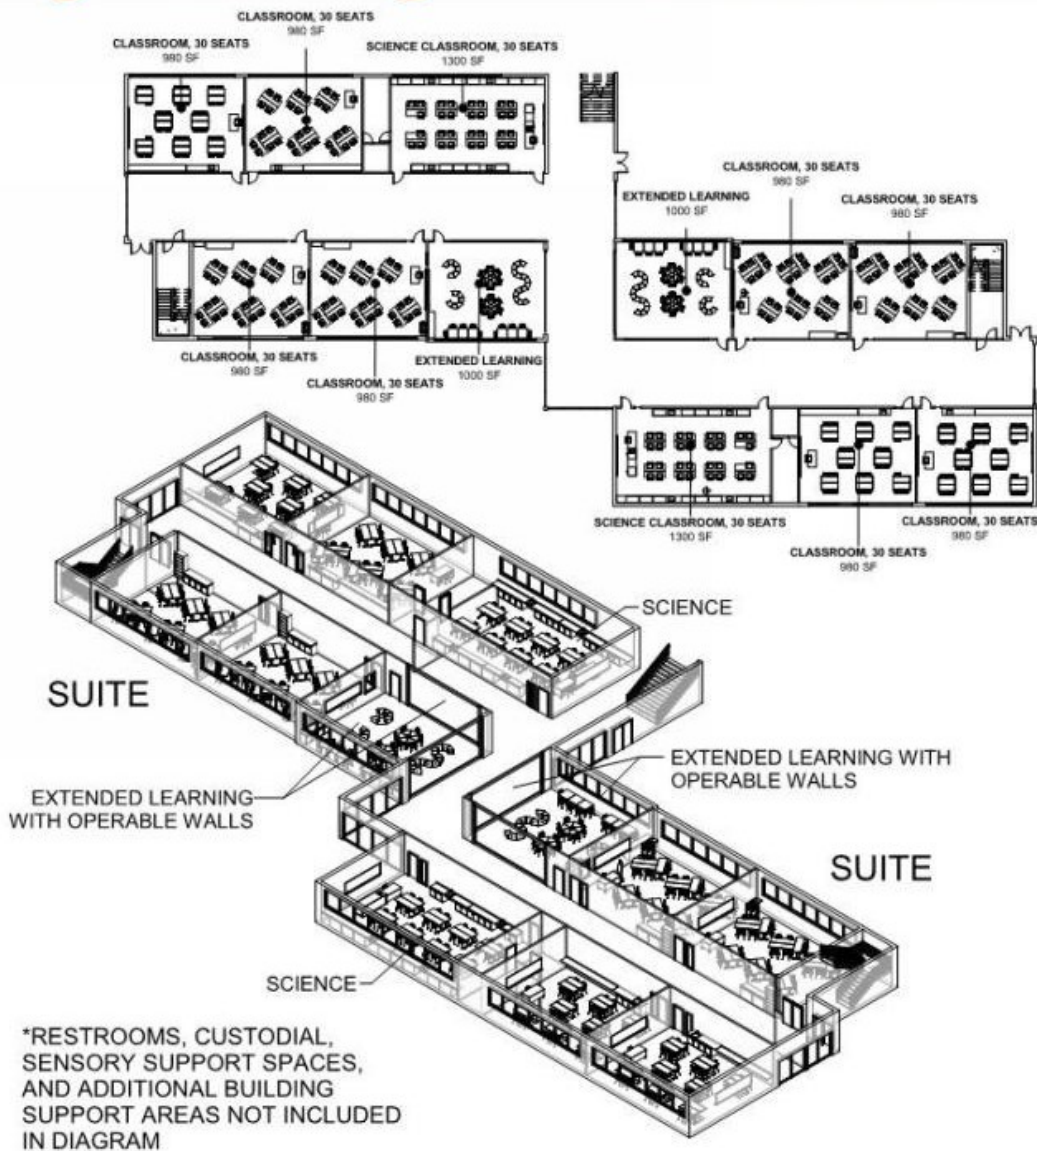 CLASSROOM, 30 SEATS
980 SF
CLASSROOM, 30 SEATS
980 SF
SCIENCE CLASSROOM, 30 SEATS
1300 SF
CLASSROOM, 30 SEATS
980 SF
EXTENDED LEARNING
1000 SF
CLASSROOM, 30 SEATS
980 SF
CLASSROOM, 30 SEATS
980 SF
CLASSROOM, 30 SEATS
980 SF
EXTENDED LEARNING
1000 SF
SCIENCE CLASSROOM, 30 SEATS
1300 SF
CLASSROOM, 30 SEATS
980 SF
CLASSROOM, 30 SEATS
980 SF
SCIENCE
SUITE
EXTENDED LEARNING
WITH OPERABLE WALLS
EXTENDED LEARNING WITH
OPERABLE WALLS
SUITE
SCIENCE
*RESTROOMS, CUSTODIAL,
SENSORY SUPPORT SPACES,
AND ADDITIONAL BUILDING
SUPPORT AREAS NOT INCLUDED
IN DIAGRAM